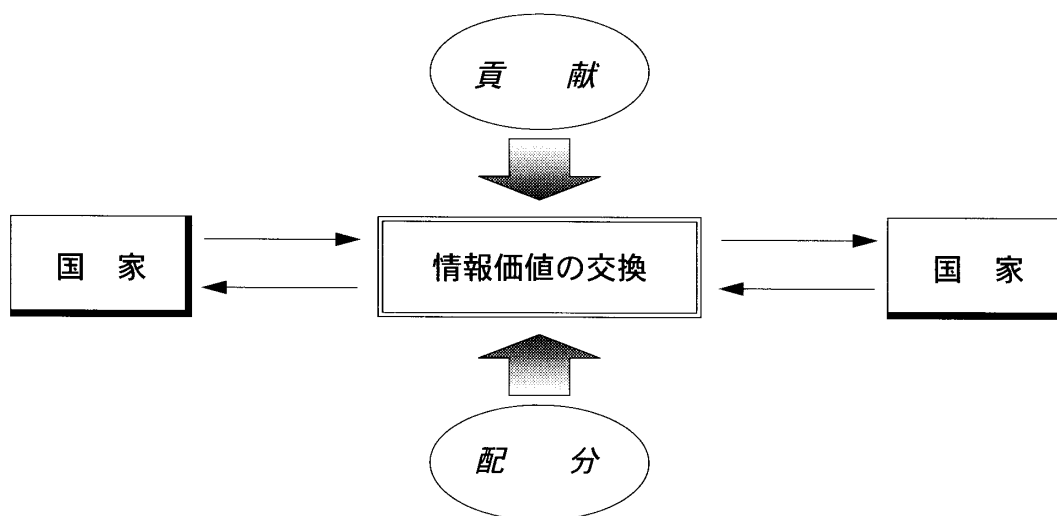 貢　献
国　家
情報価値の交換
国　家
配　分